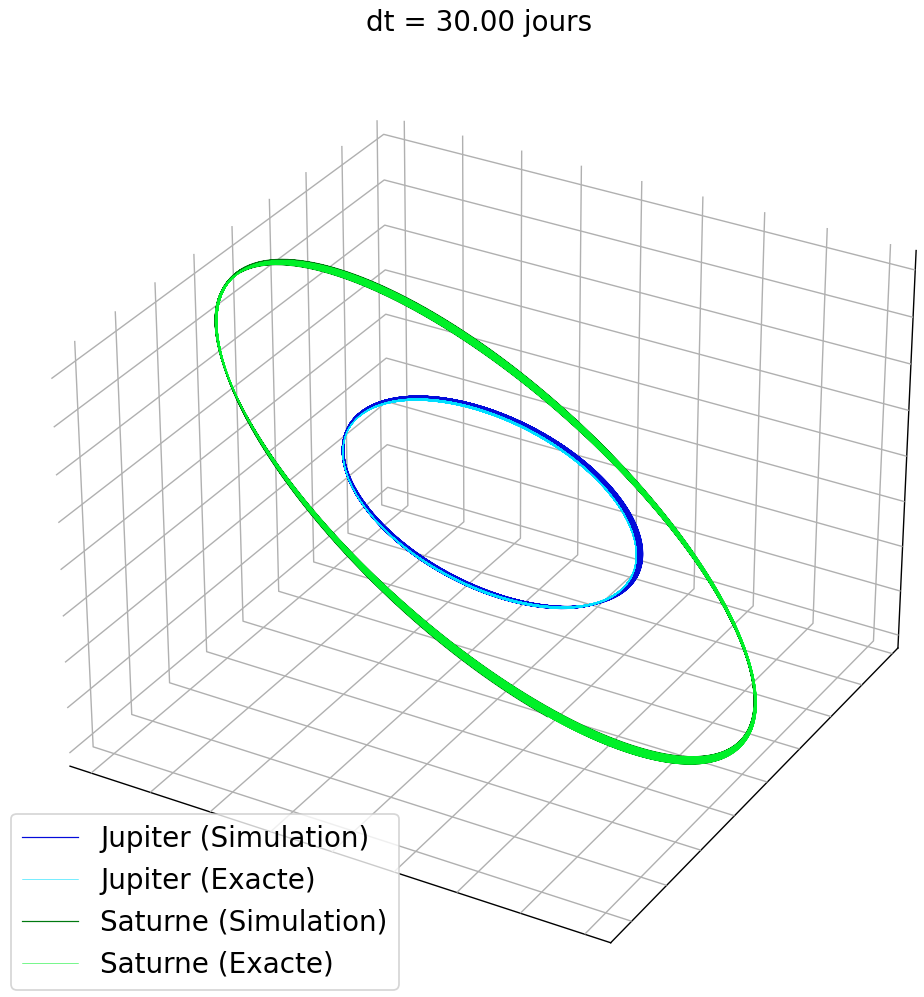 dt = 30.00 jours
Jupiter (Simulation)
Jupiter (Exacte)
Saturne (Simulation)
Saturne (Exacte)